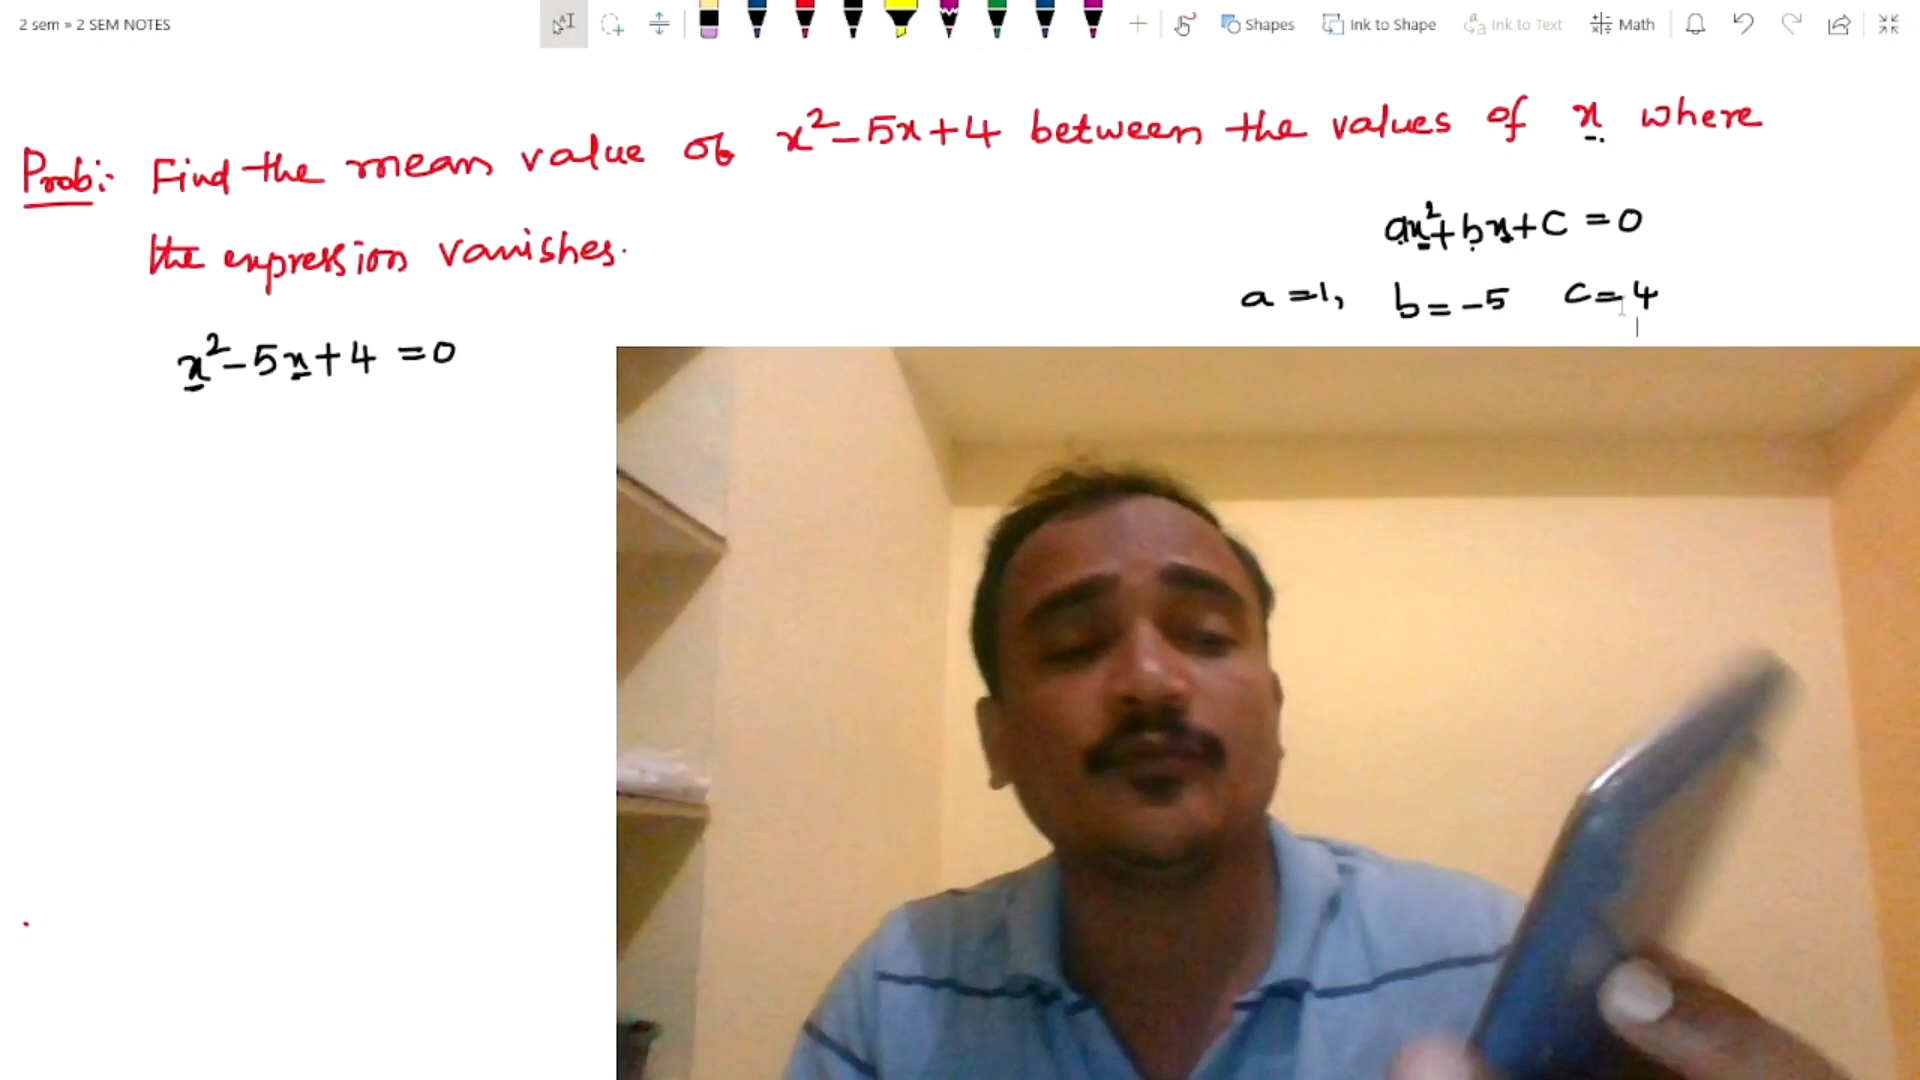 2 sem » 2 SEM NOTES
Shapes Ink to Shape Ink to Text Math
Prob:- Find the mean value of x²-5x+4 between the values of x where
the expression vanishes.
ax²+bx+c=0
a=1, b=-5 c=4
x²-5x+4=0